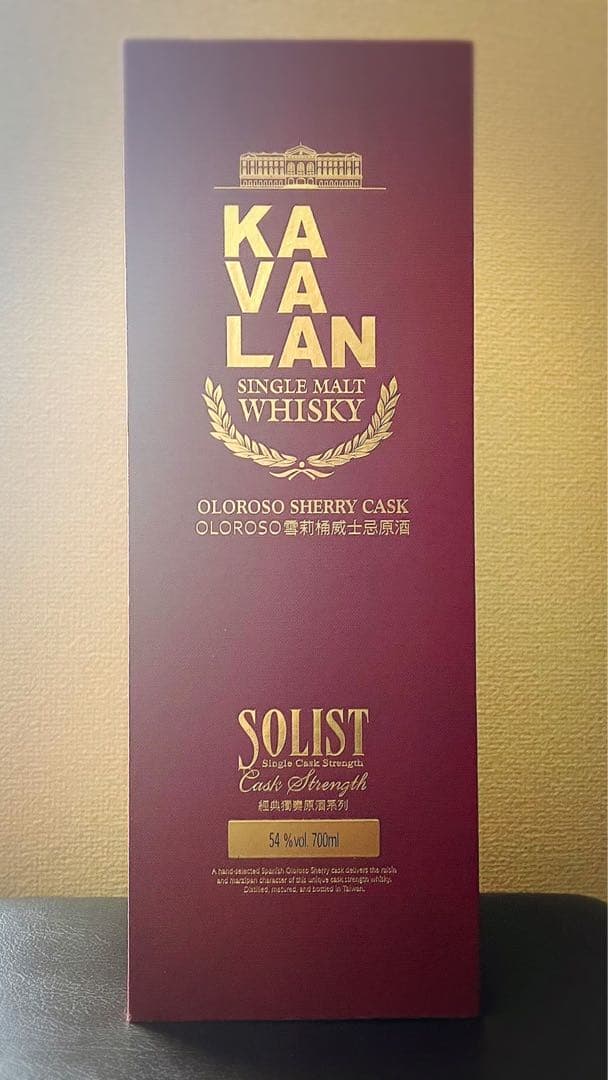 KA
VA
LAN
SINGLE MALT
WHISKY
OLOROSO SHERRY CASK
OLOROSO雪莉桶威士忌原酒
SOLIST
Single Cask Strength
Cask Strength
經典獨奏原酒系列
54 %vol. 700ml
A hand-selected Spanish Oloroso Sherry cask delivers the raisin
and marzipan character of this unique cask strength whisky.
Distilled, matured, and bottled in Taiwan.